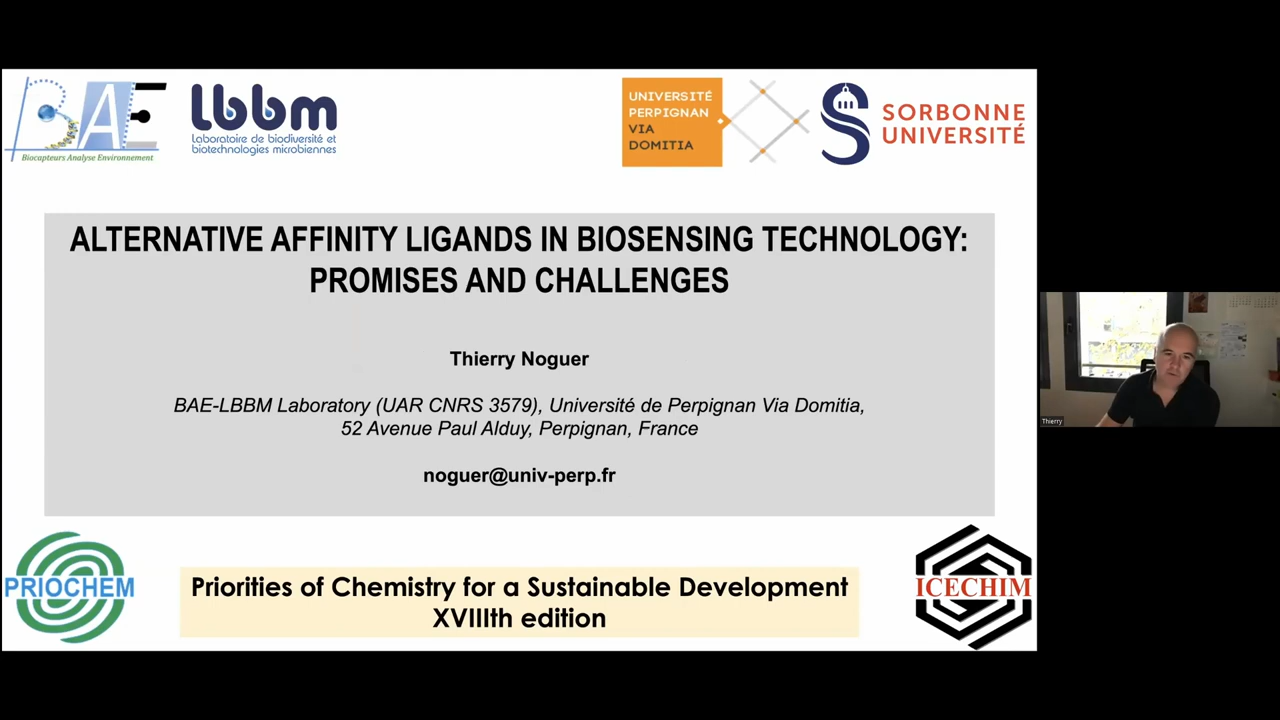 BAE
Biocapteurs Analyse Environnement
lbbm
Laboratoire de biodiversité et
biotechnologies microbiennes
UNIVERSITÉ
PERPIGNAN
VIA
DOMITIA
SORBONNE
UNIVERSITÉ
ALTERNATIVE AFFINITY LIGANDS IN BIOSENSING TECHNOLOGY:
PROMISES AND CHALLENGES
Thierry Noguer
BAE-LBBM Laboratory (UAR CNRS 3579), Université de Perpignan Via Domitia,
52 Avenue Paul Alduy, Perpignan, France
noguer@univ-perp.fr
PRIOCHEM
Priorities of Chemistry for a Sustainable Development
XVIIIth edition
ICECHIM
Thierry